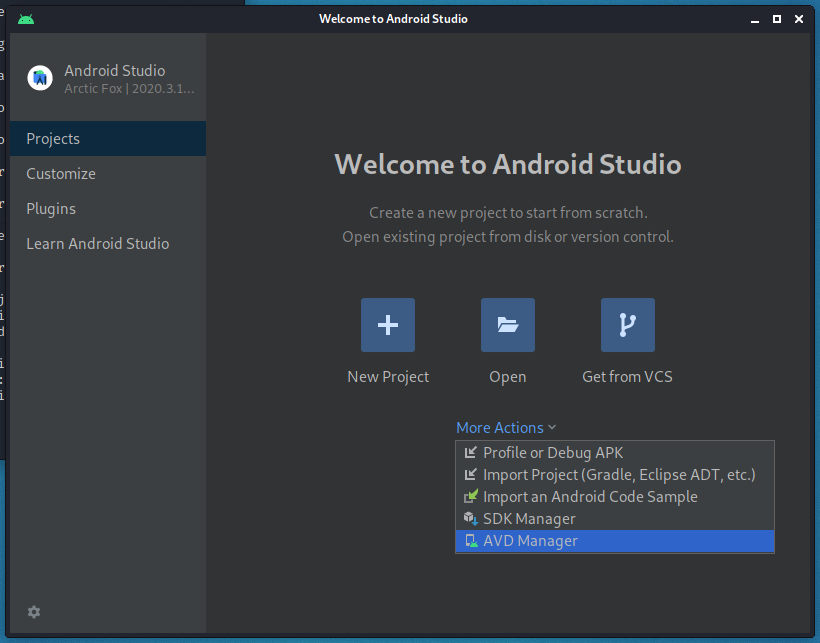 Welcome to Android Studio
Android Studio
Arctic Fox | 2020.3.1...
Projects
Customize
Plugins
Learn Android Studio
Welcome to Android Studio
Create a new project to start from scratch.
Open existing project from disk or version control.
New Project
Open
Get from VCS
More Actions
Profile or Debug APK
Import Project (Gradle, Eclipse ADT, etc.)
Import an Android Code Sample
SDK Manager
AVD Manager